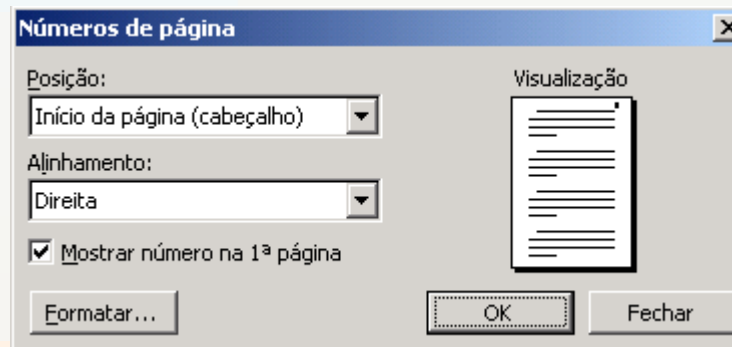 Números de página
Posição:
Visualização
Início da página (cabeçalho)
Alinhamento:
Direita
Mostrar número na 1ª página
Formatar...
OK
Fechar